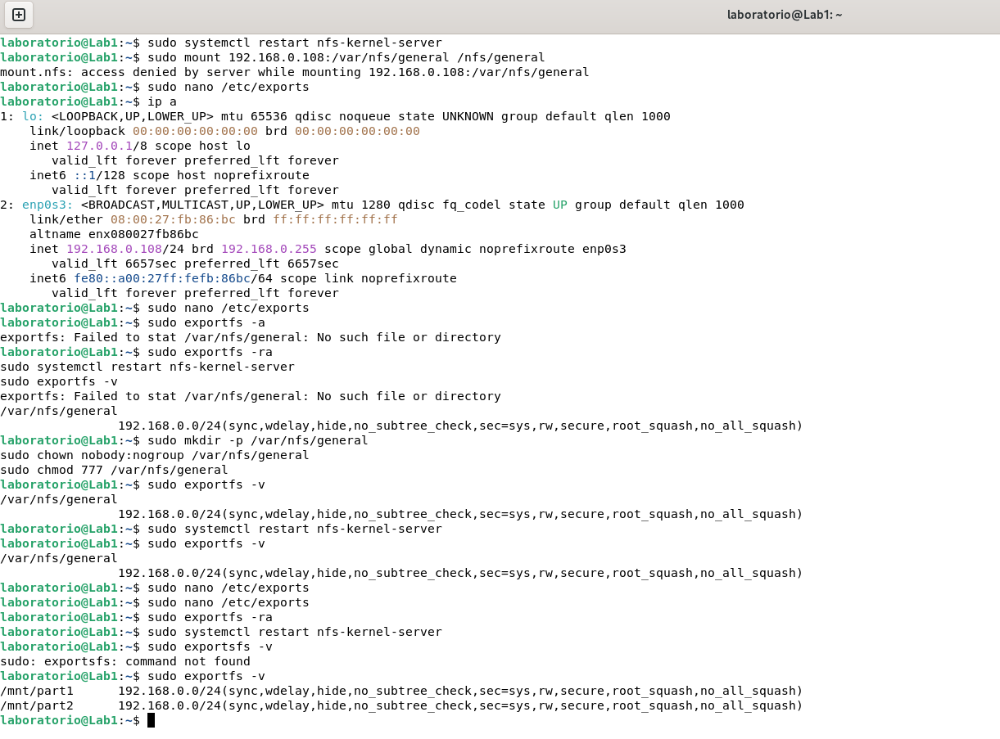 laboratorio@Lab1: ~
laboratorio@Lab1:~$ sudo systemctl restart nfs-kernel-server
laboratorio@Lab1:~$ sudo mount 192.168.0.108:/var/nfs/general /nfs/general
mount.nfs: access denied by server while mounting 192.168.0.108:/var/nfs/general
laboratorio@Lab1:~$ sudo nano /etc/exports
laboratorio@Lab1:~$ ip a
1: lo: <LOOPBACK,UP,LOWER_UP> mtu 65536 qdisc noqueue state UNKNOWN group default qlen 1000
    link/loopback 00:00:00:00:00:00 brd 00:00:00:00:00:00
    inet 127.0.0.1/8 scope host lo
       valid_lft forever preferred_lft forever
    inet6 ::1/128 scope host noprefixroute
       valid_lft forever preferred_lft forever
2: enp0s3: <BROADCAST,MULTICAST,UP,LOWER_UP> mtu 1280 qdisc fq_codel state UP group default qlen 1000
    link/ether 08:00:27:fb:86:bc brd ff:ff:ff:ff:ff:ff
    altname enx080027fb86bc
    inet 192.168.0.108/24 brd 192.168.0.255 scope global dynamic noprefixroute enp0s3
       valid_lft 6657sec preferred_lft 6657sec
    inet6 fe80::a00:27ff:fefb:86bc/64 scope link noprefixroute
       valid_lft forever preferred_lft forever
laboratorio@Lab1:~$ sudo nano /etc/exports
laboratorio@Lab1:~$ sudo exportfs -a
exportfs: Failed to stat /var/nfs/general: No such file or directory
laboratorio@Lab1:~$ sudo exportfs -ra
sudo systemctl restart nfs-kernel-server
sudo exportfs -v
exportfs: Failed to stat /var/nfs/general: No such file or directory
/var/nfs/general
                192.168.0.0/24(sync,wdelay,hide,no_subtree_check,sec=sys,rw,secure,root_squash,no_all_squash)
laboratorio@Lab1:~$ sudo mkdir -p /var/nfs/general
sudo chown nobody:nogroup /var/nfs/general
sudo chmod 777 /var/nfs/general
laboratorio@Lab1:~$ sudo exportfs -v
/var/nfs/general
                192.168.0.0/24(sync,wdelay,hide,no_subtree_check,sec=sys,rw,secure,root_squash,no_all_squash)
laboratorio@Lab1:~$ sudo systemctl restart nfs-kernel-server
laboratorio@Lab1:~$ sudo exportfs -v
/var/nfs/general
                192.168.0.0/24(sync,wdelay,hide,no_subtree_check,sec=sys,rw,secure,root_squash,no_all_squash)
laboratorio@Lab1:~$ sudo nano /etc/exports
laboratorio@Lab1:~$ sudo nano /etc/exports
laboratorio@Lab1:~$ sudo exportfs -ra
laboratorio@Lab1:~$ sudo systemctl restart nfs-kernel-server
laboratorio@Lab1:~$ sudo exportsfs -v
sudo: exportsfs: command not found
laboratorio@Lab1:~$ sudo exportfs -v
/mnt/part1      192.168.0.0/24(sync,wdelay,hide,no_subtree_check,sec=sys,rw,secure,root_squash,no_all_squash)
/mnt/part2      192.168.0.0/24(sync,wdelay,hide,no_subtree_check,sec=sys,rw,secure,root_squash,no_all_squash)
laboratorio@Lab1:~$